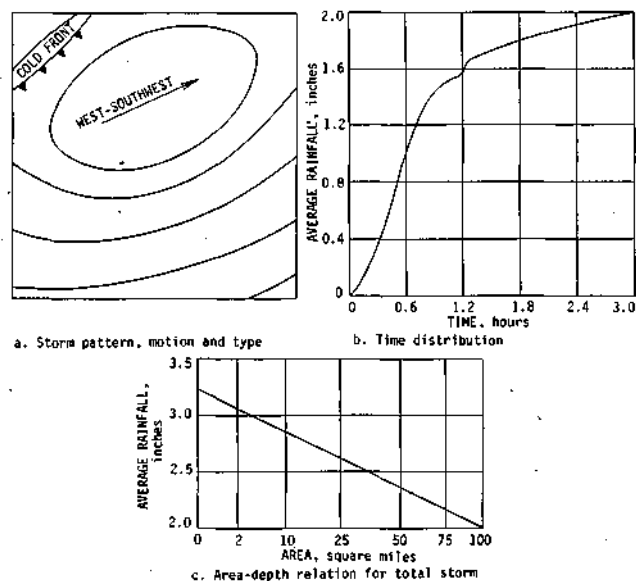 COLD FRONT
WEST-SOUTHWEST
a. Storm pattern, motion and type
AVERAGE RAINFALL, inches
2.0
1.6
1.2
0.8
0.4
0
0 0.6 1.2 1.8 2.4 3.0
TIME, hours
b. Time distribution
AVERAGE RAINFALL,
inches
3.5
3.0
2.5
2.0
0 2 10 25 50 75 100
AREA, square miles
c. Area-depth relation for total storm